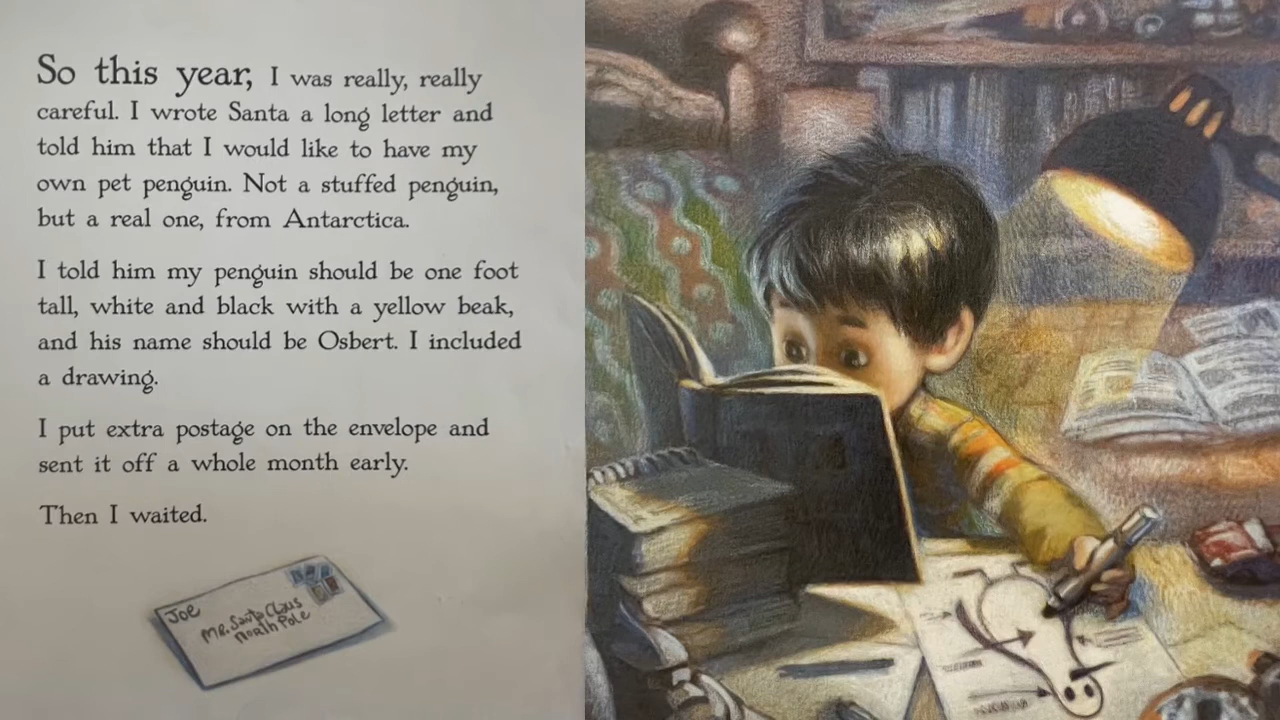 So this year, I was really, really
careful. I wrote Santa a long letter and
told him that I would like to have my
own pet penguin. Not a stuffed penguin,
but a real one, from Antarctica.
I told him my penguin should be one foot
tall, white and black with a yellow beak,
and his name should be Osbert. I included
a drawing.
I put extra postage on the envelope and
sent it off a whole month early.
Then I waited.
Joe
MR. Santa Claus
North Pole